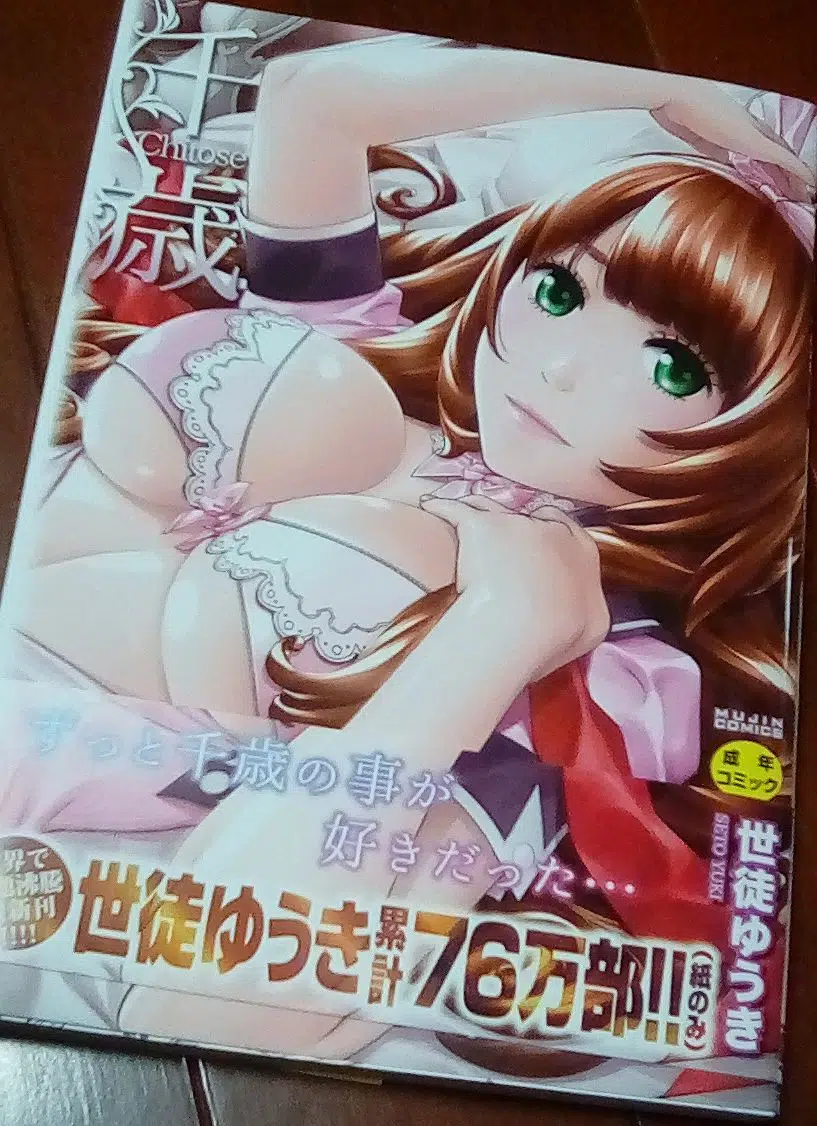 千歳
Chitose
ずっと千歳の事が
好きだった…
MUJIN
COMICS
成年
コミック
世徒ゆうき
SEITO YUKI
界で
新刊
!!!!
世徒ゆうき累計76万部!!
(紙のみ)